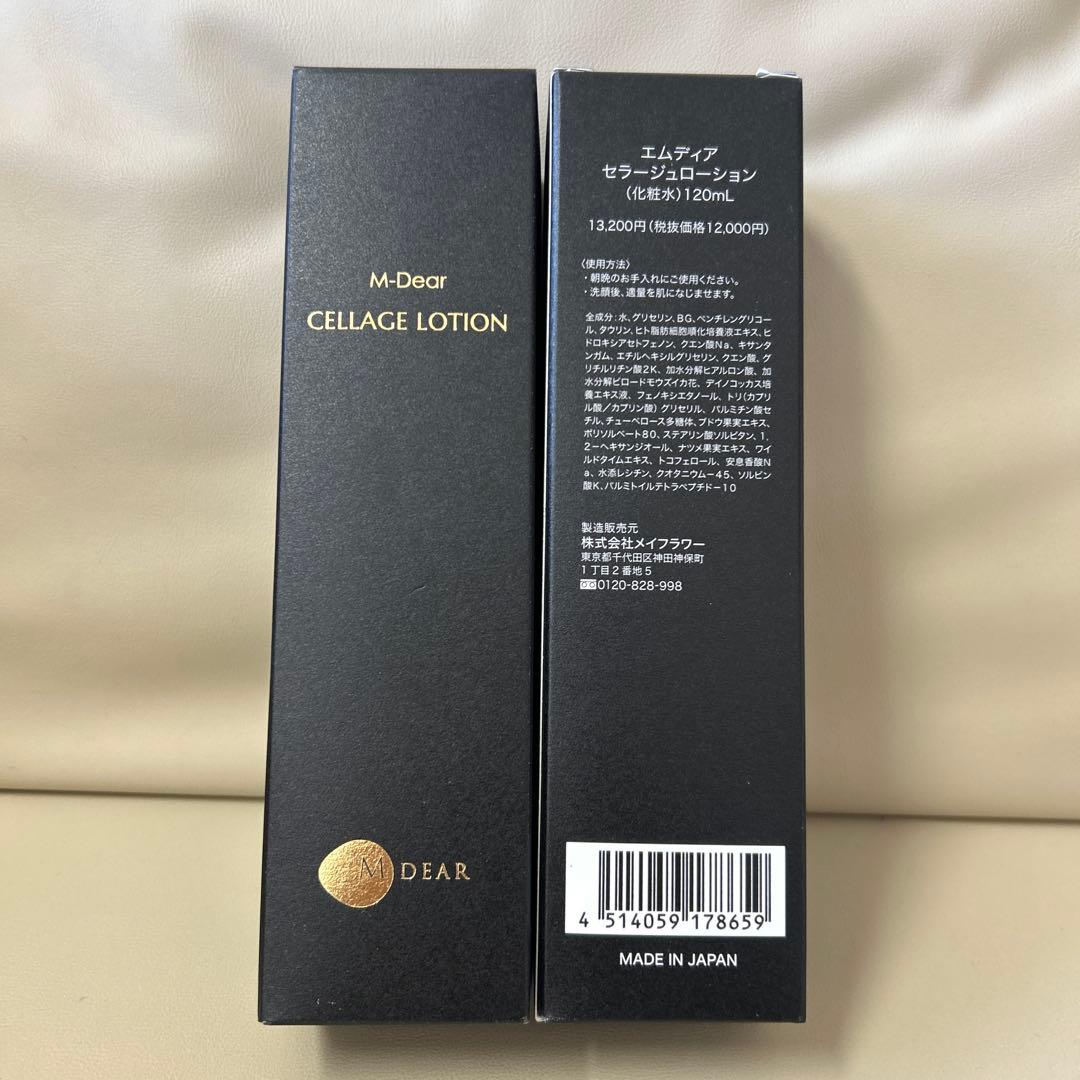 M-Dear
CELLAGE LOTION
M DEAR
エムディア
セラージュローション
(化粧水)120mL
13,200円(税抜価格12,000円)
〈使用方法〉
・朝晩のお手入れにご使用ください。
・洗顔後、適量を肌になじませます。
全成分:水、グリセリン、BG、ペンチレングリコー
ル、タウリン、ヒト脂肪細胞順化培養液エキス、ヒ
ドロキシアセトフェノン、クエン酸Na、キサンタ
ンガム、エチルヘキシルグリセリン、クエン酸、グ
リチルリチン酸2K、加水分解ヒアルロン酸、加
水分解ビロードモウズイカ花、デイノコッカス培
養エキス液、フェノキシエタノール、トリ(カプリ
ル酸/カプリン酸)グリセリル、パルミチン酸セ
チル、チューベロース多糖体、ブドウ果実エキス、
ポリソルベート80、ステアリン酸ソルビタン、1,
2-ヘキサンジオール、ナツメ果実エキス、ワイ
ルドタイムエキス、トコフェロール、安息香酸N
a、水添レシチン、クオタニウム-45、ソルビン
酸K、パルミトイルテトラペプチド-10
製造販売元
株式会社メイフラワー
東京都千代田区神田神保町
1丁目2番地5
0120-828-998
4 514059 178659
MADE IN JAPAN